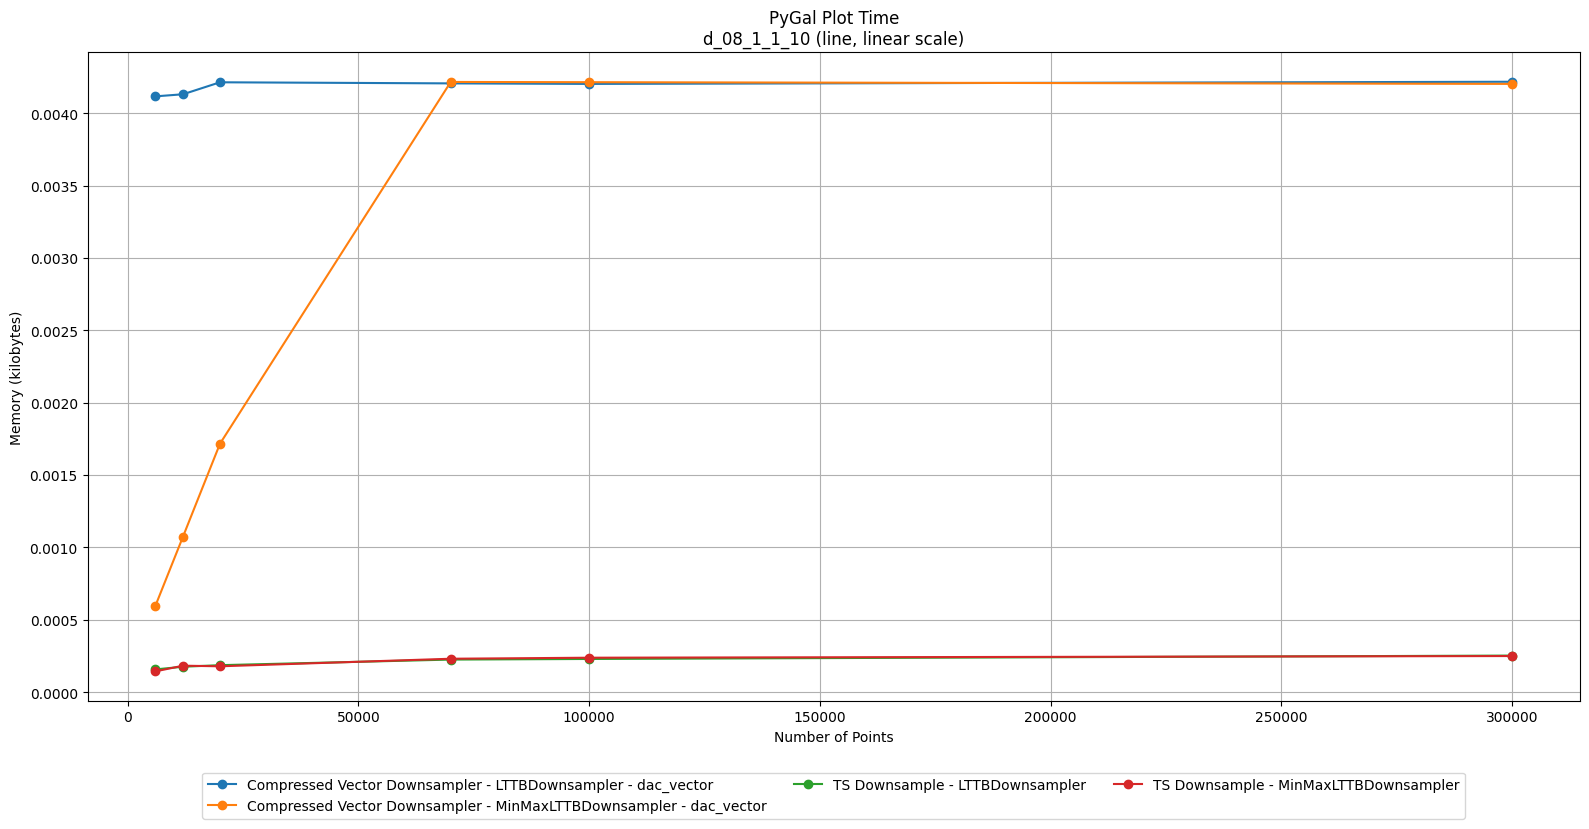 PyGal Plot Time
d_08_1_1_10 (line, linear scale)
Memory (kilobytes)
0.0040
0.0035
0.0030
0.0025
0.0020
0.0015
0.0010
0.0005
0.0000
0 50000 100000 150000 200000 250000 300000
Number of Points
Compressed Vector Downsampler - LTTBDownsampler - dac_vector TS Downsample - LTTBDownsampler TS Downsample - MinMaxLTTBDownsampler
Compressed Vector Downsampler - MinMaxLTTBDownsampler - dac_vector